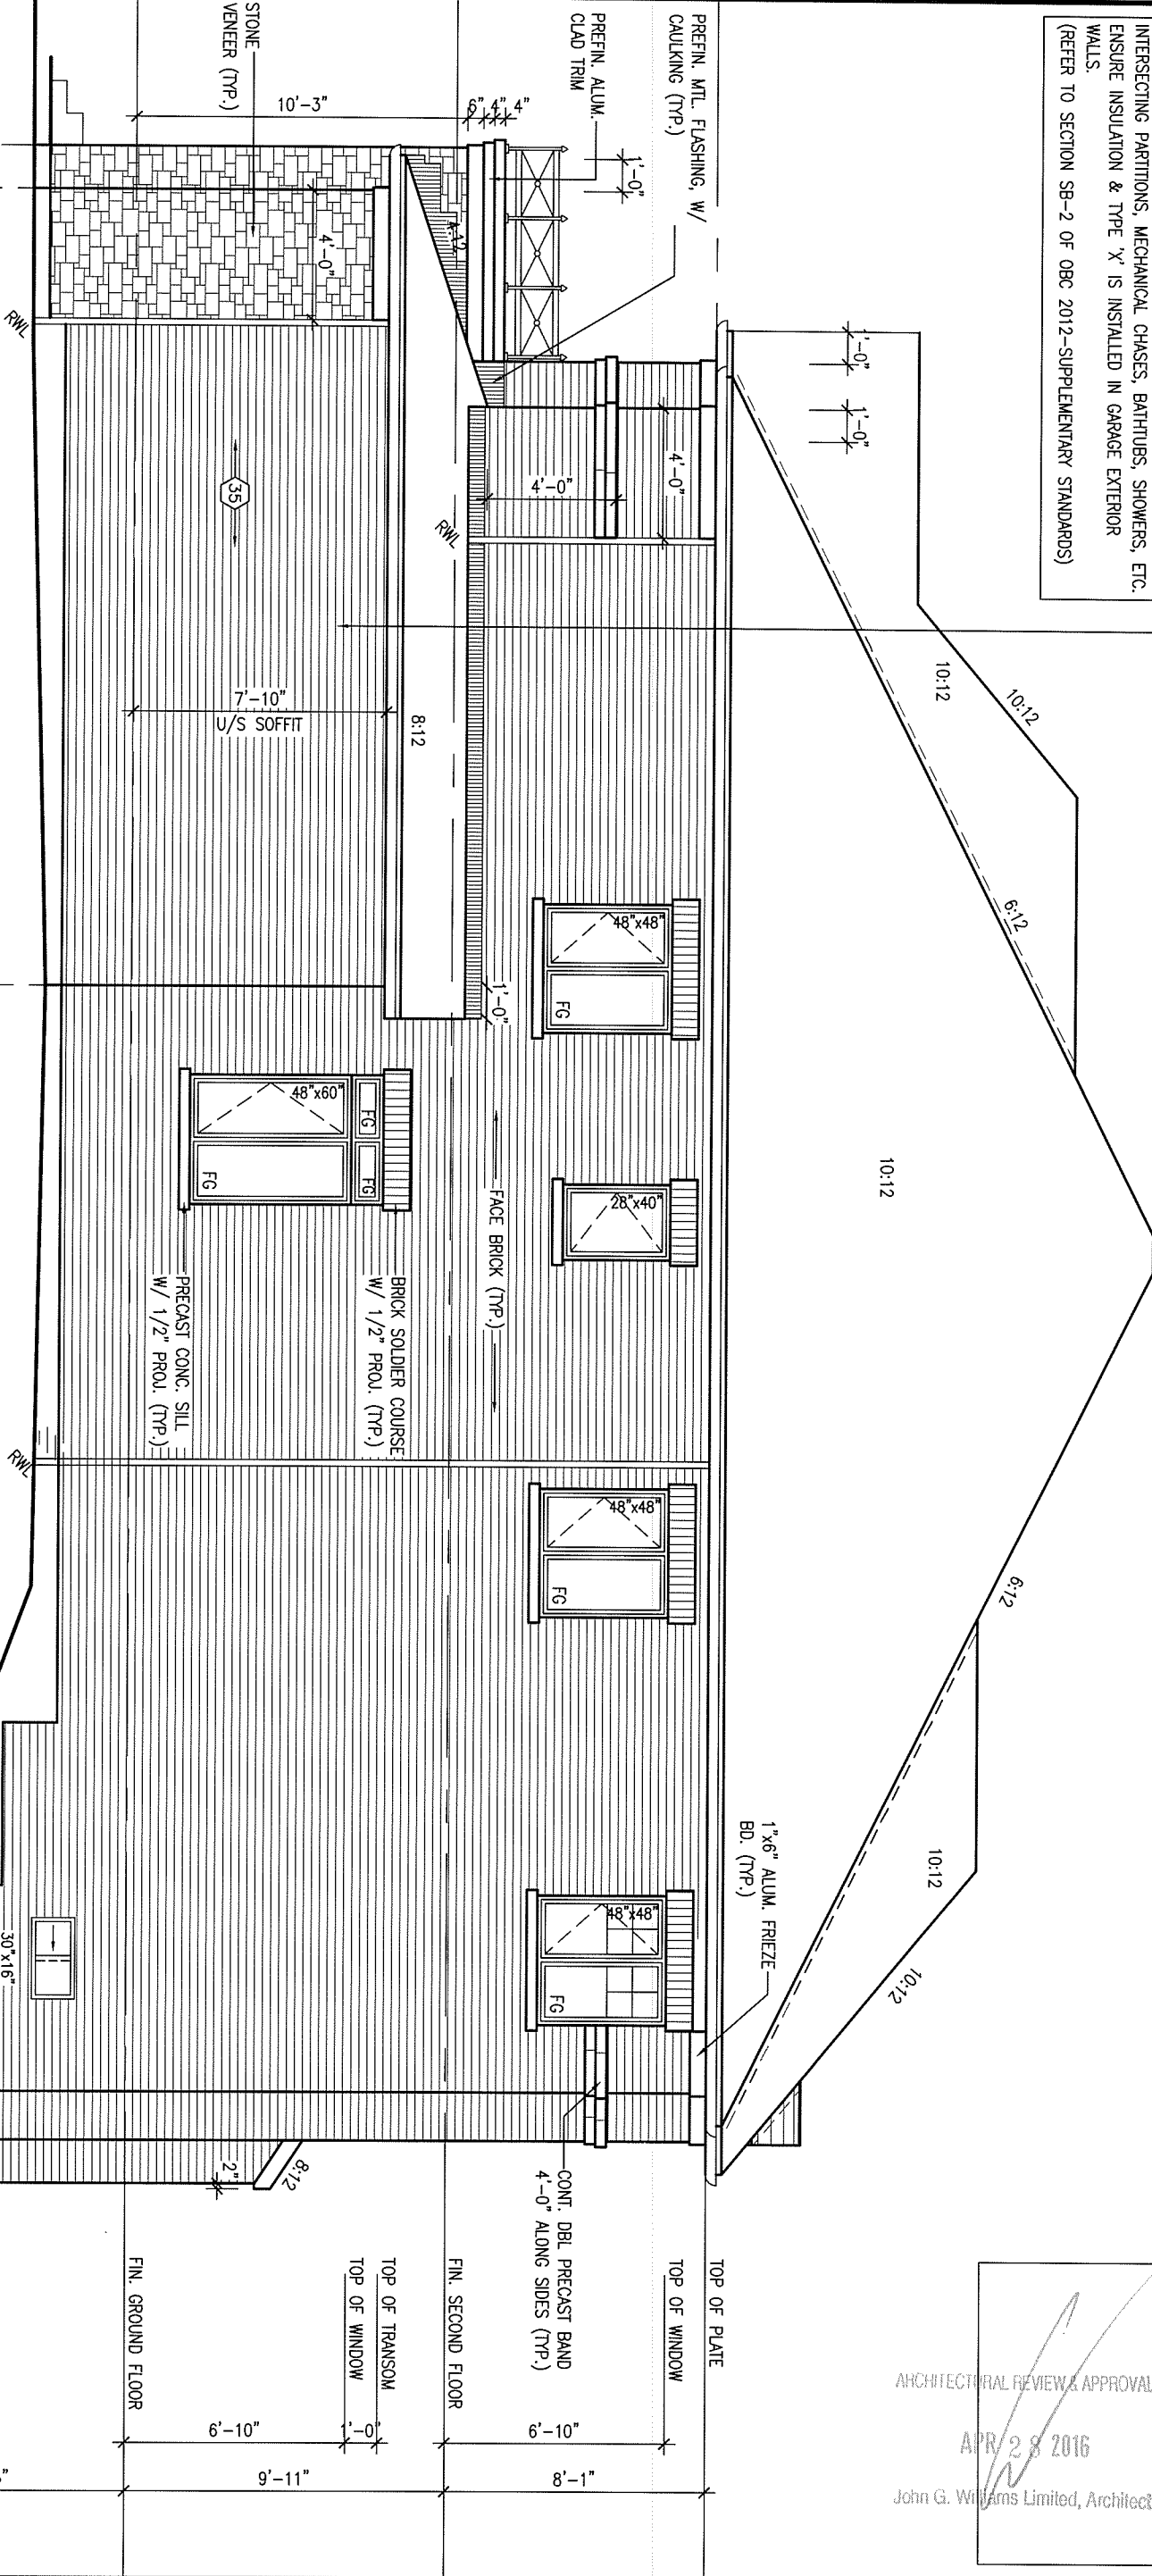 INTERSECTING PARTITIONS, MECHANICAL CHASES, BATHTUBS, SHOWERS, ETC.
ENSURE INSULATION & TYPE 'X' IS INSTALLED IN GARAGE EXTERIOR
WALLS.
(REFER TO SECTION SB-2 OF OBC 2012-SUPPLEMENTARY STANDARDS)
10:12
10:12
6:12
10:12
6:12
10:12
10:12
1'-0"
1'-0"
PREFIN. MTL. FLASHING, W/
CAULKING (TYP.)
PREFIN. ALUM.
CLAD TRIM
1'-0"
6"
4"
4"
10'-3"
STONE
VENEER (TYP.)
4'-0"
4'-0"
4'-0"
RWL
RWL
35
7'-10"
U/S SOFFIT
8:12
1'-0"
48"x48"
FG
28"x40"
48"x48"
FG
48"x48"
FG
48"x60"
FG
FG
FG
FACE BRICK (TYP.)
BRICK SOLDIER COURSE
W/ 1/2" PROJ. (TYP.)
PRECAST CONC. SILL
W/ 1/2" PROJ. (TYP.)
RWL
1"x6" ALUM. FRIEZE
BD. (TYP.)
CONT. DBL PRECAST BAND
4'-0" ALONG SIDES (TYP.)
30"x16"
8:12
2"
TOP OF PLATE
TOP OF WINDOW
FIN. SECOND FLOOR
TOP OF TRANSOM
TOP OF WINDOW
FIN. GROUND FLOOR
6'-10"
1'-0"
6'-10"
9'-11"
8'-1"
ARCHITECTURAL REVIEW & APPROVAL
APR 28 2016
John G. Williams Limited, Architect